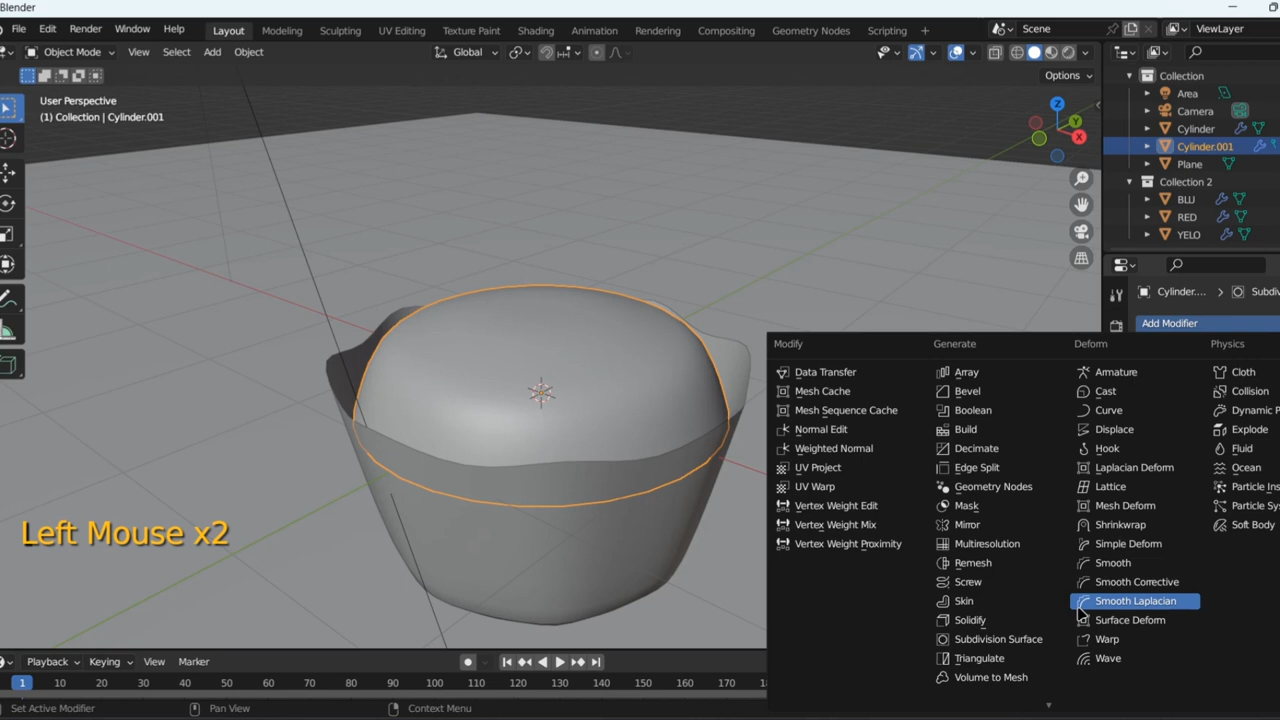 Blender
File Edit Render Window Help Layout Modeling Sculpting UV Editing Texture Paint Shading Animation Rendering Compositing Geometry Nodes Scripting + Scene ViewLayer
Object Mode View Select Add Object Global
Options
User Perspective
(1) Collection | Cylinder.001
Z
Y
X
Collection
Area
Camera
Cylinder
Cylinder.001
Plane
Collection 2
BLU
RED
YELO
Cylinder.... > Subdiv
Add Modifier
Modify
Data Transfer
Mesh Cache
Mesh Sequence Cache
Normal Edit
Weighted Normal
UV Project
UV Warp
Vertex Weight Edit
Vertex Weight Mix
Vertex Weight Proximity
Generate
Array
Bevel
Boolean
Build
Decimate
Edge Split
Geometry Nodes
Mask
Mirror
Multiresolution
Remesh
Screw
Skin
Solidify
Subdivision Surface
Triangulate
Volume to Mesh
Deform
Armature
Cast
Curve
Displace
Hook
Laplacian Deform
Lattice
Mesh Deform
Shrinkwrap
Simple Deform
Smooth
Smooth Corrective
Smooth Laplacian
Surface Deform
Warp
Wave
Physics
Cloth
Collision
Dynamic P
Explode
Fluid
Ocean
Particle Ins
Particle Sy
Soft Body
Left Mouse x2
Playback Keying View Marker
1 10 20 30 40 50 60 70 80 90 100 110 120 130 140 150 160 170
Set Active Modifier Pan View Context Menu